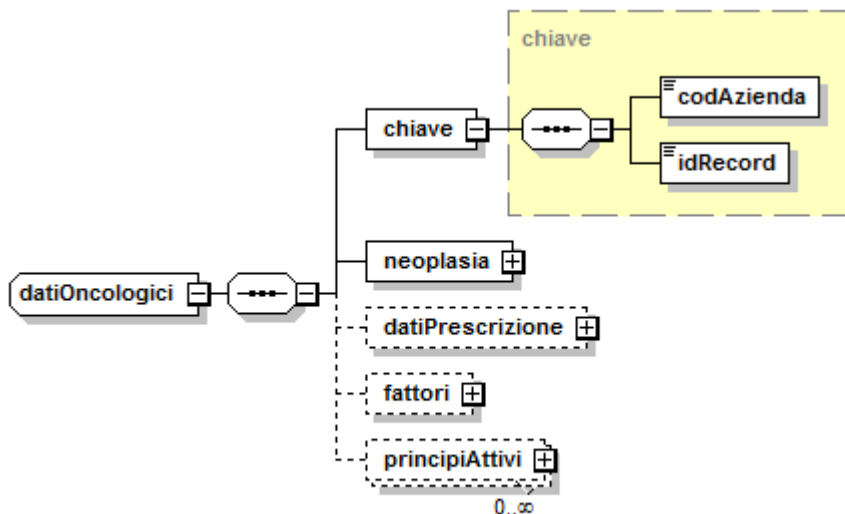 chiave
codAzienda
chiave
idRecord
neoplasia
datiOncologici
datiPrescrizione
fattori
principiAttivi
0..∞